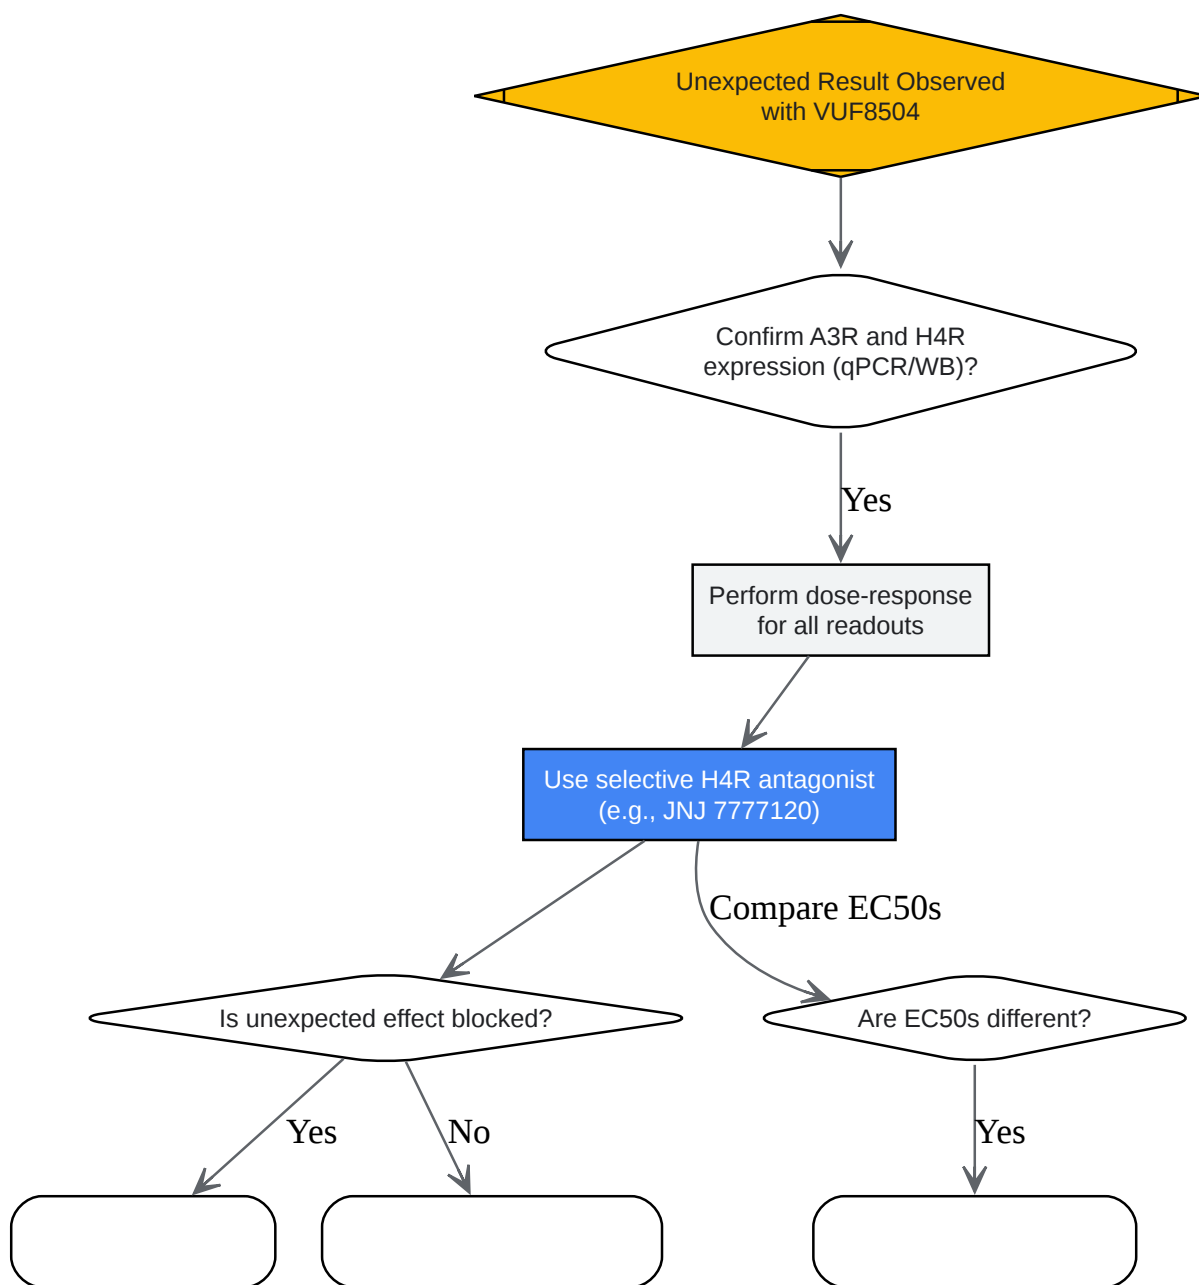 Unexpected Result Observed
with VUF8504
Confirm A3R and H4R
expression (qPCR/WB)?
Yes
Perform dose-response
for all readouts
Use selective H4R antagonist
(e.g., JNJ 7777120)
Compare EC50s
Is unexpected effect blocked?
Are EC50s different?
Yes
No
Yes